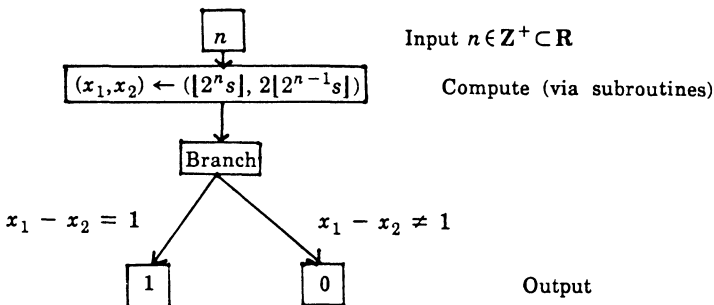 n Input n ∈ Z⁺ ⊂ R
(x₁,x₂) ← (⌊2ⁿs⌋, 2⌊2ⁿ⁻¹s⌋) Compute (via subroutines)
Branch
x₁ − x₂ = 1 x₁ − x₂ ≠ 1
1 0 Output